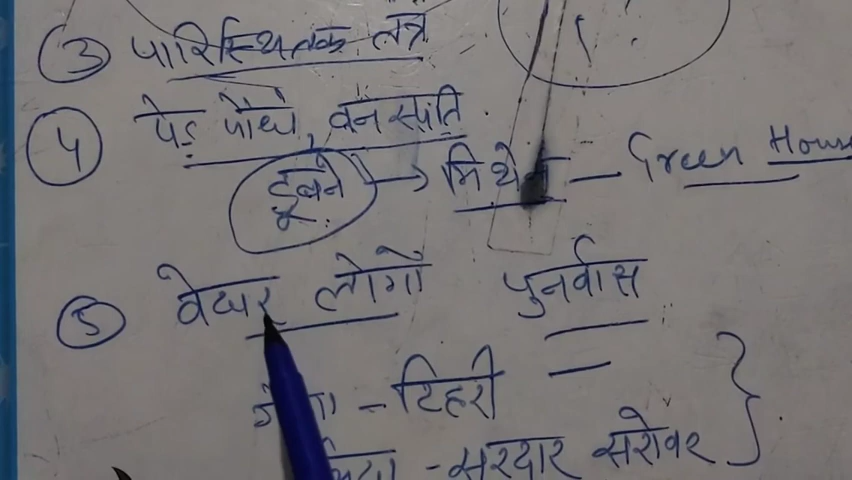 ③ पारिस्थितिक तंत्र
④ पेड़ पौधे, वनस्पति
डूबने → मिथेन — Green House
⑤ बेघर लोगों पुनर्वास
– टिहरी
– सरदार सरोवर